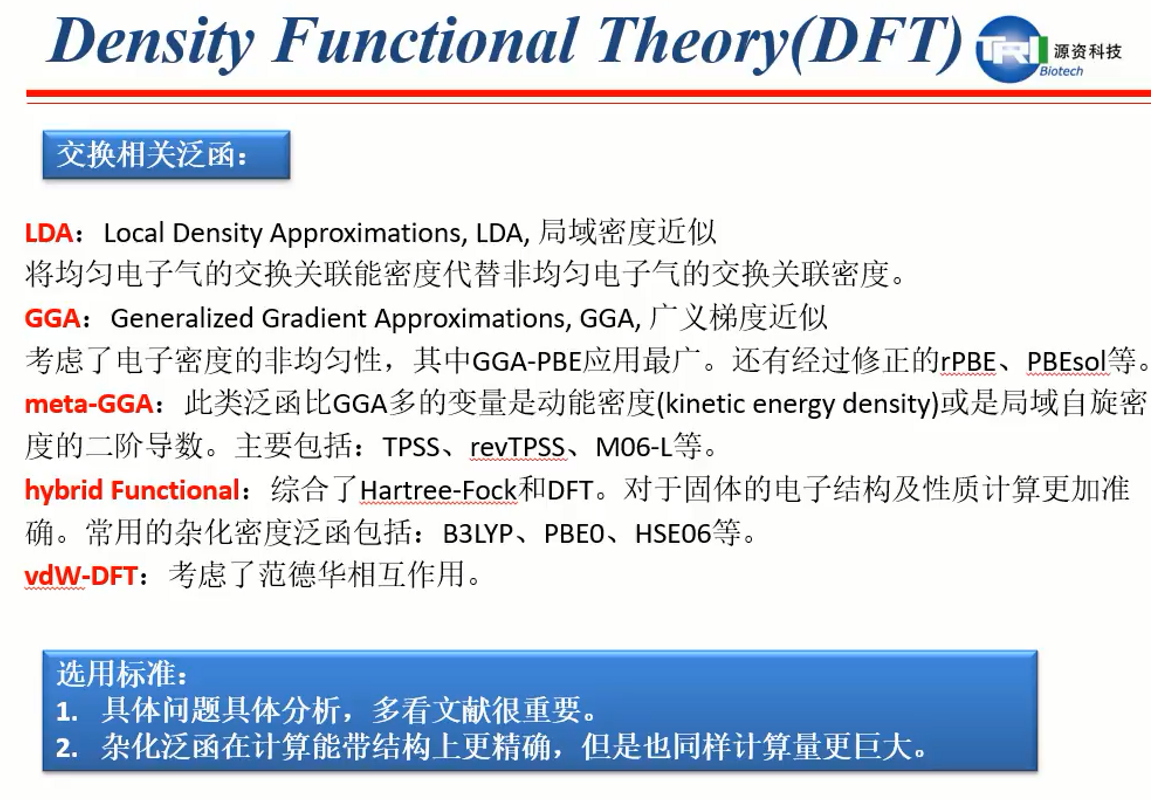 Density Functional Theory(DFT)
TRI 源资科技
Biotech
交换相关泛函：
LDA：Local Density Approximations, LDA, 局域密度近似
将均匀电子气的交换关联能密度代替非均匀电子气的交换关联密度。
GGA：Generalized Gradient Approximations, GGA, 广义梯度近似
考虑了电子密度的非均匀性，其中GGA-PBE应用最广。还有经过修正的rPBE、PBEsol等。
meta-GGA：此类泛函比GGA多的变量是动能密度(kinetic energy density)或是局域自旋密
度的二阶导数。主要包括：TPSS、revTPSS、M06-L等。
hybrid Functional：综合了Hartree-Fock和DFT。对于固体的电子结构及性质计算更加准
确。常用的杂化密度泛函包括：B3LYP、PBE0、HSE06等。
vdW-DFT：考虑了范德华相互作用。
选用标准：
1. 具体问题具体分析，多看文献很重要。
2. 杂化泛函在计算能带结构上更精确，但是也同样计算量更巨大。